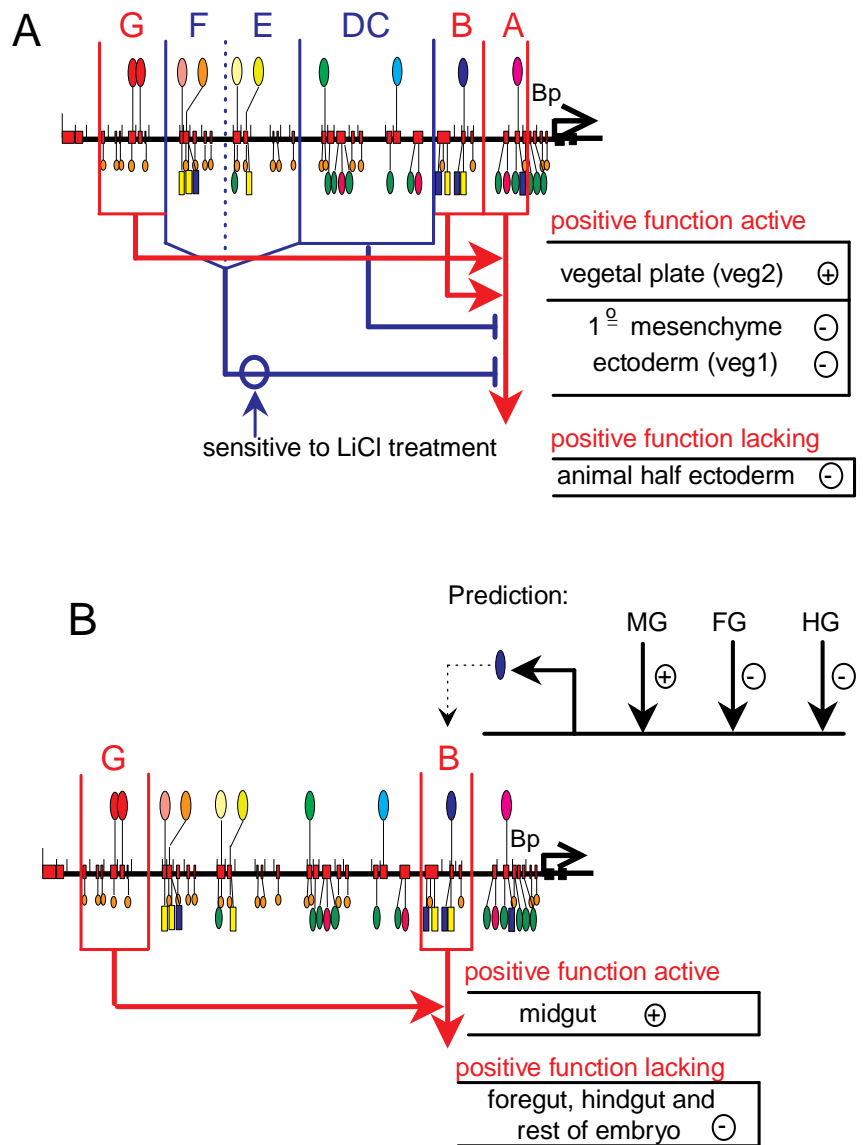 A
G F E DC B A
Bp
positive function active
vegetal plate (veg2) +
1º mesenchyme -
ectoderm (veg1) -
sensitive to LiCl treatment
positive function lacking
animal half ectoderm -
B
Prediction:
MG FG HG
+ - -
G B
Bp
positive function active
midgut +
positive function lacking
foregut, hindgut and
rest of embryo -